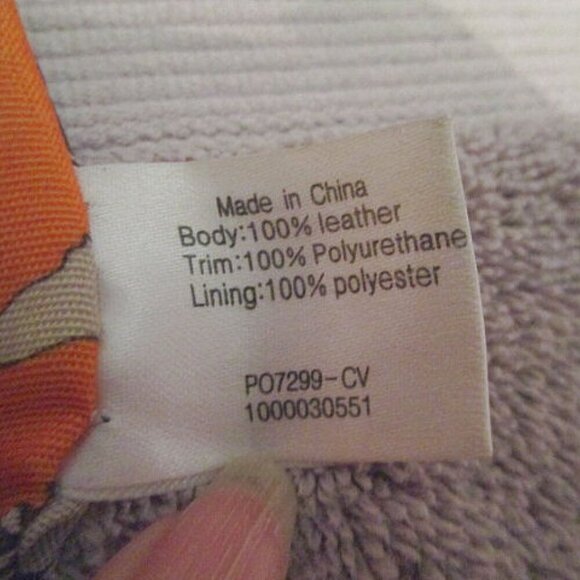 Made in China
Body:100% leather
Trim:100% Polyurethane
Lining:100% polyester
PO7299-CV
1000030551